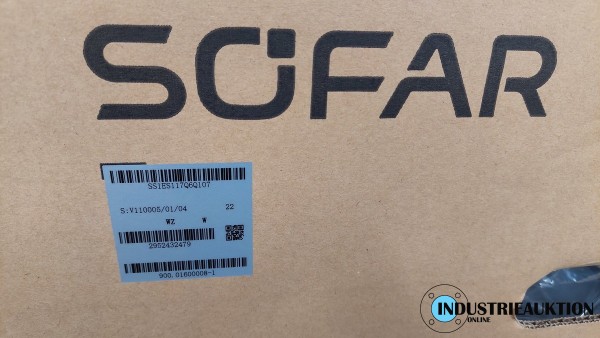 SOFAR
SS1ES117Q6Q107
S:V110005/01/04 22
WZ W
2952432479
900.01600008-1
INDUSTRIEAUKTION
ONLINE